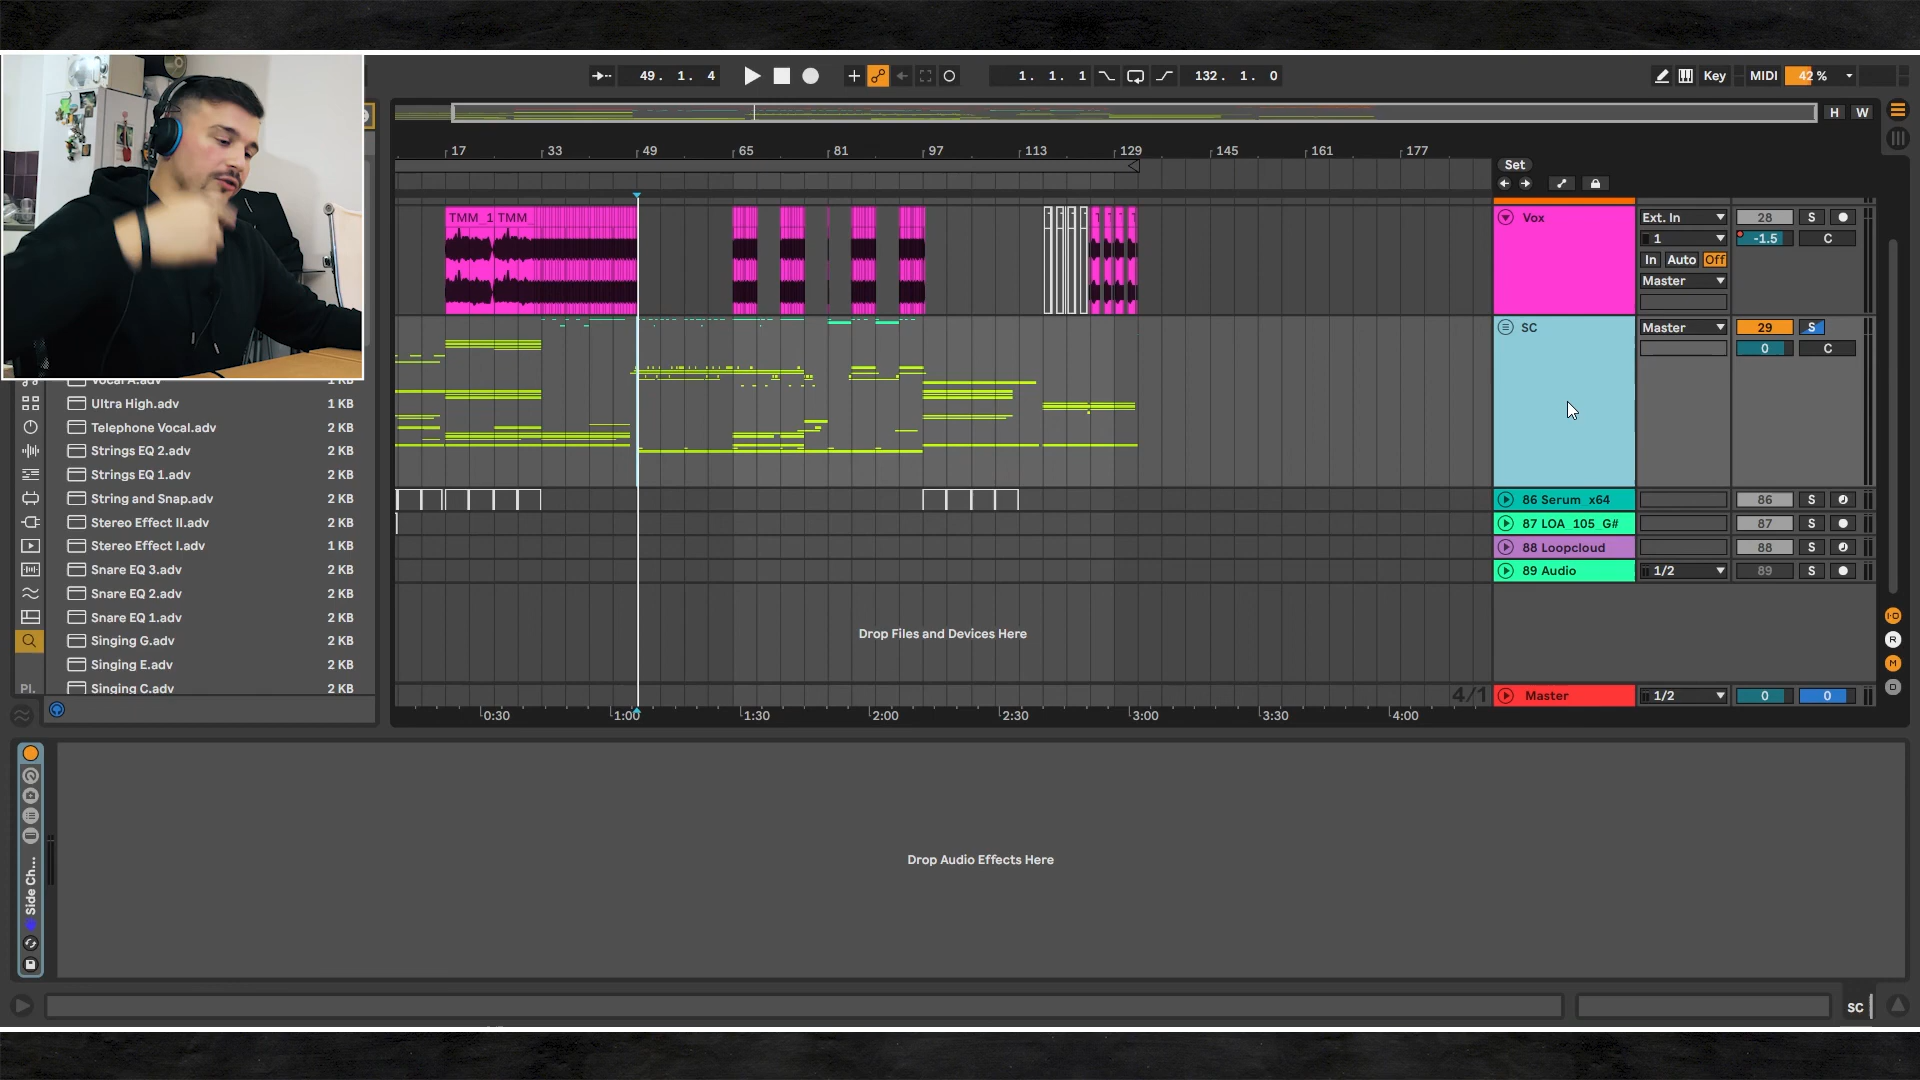 49. 1. 4
1. 1. 1
132. 1. 0
Key
MIDI
42 %
H W
17 33 49 65 81 97 113 129 145 161 177
Set
TMM_1 TMM_
Vox
Ext. In
28
S
1
-1.5
C
In Auto Off
Master
SC
Master
29
S
0
C
Vocal A.adv 1 KB
Ultra High.adv 1 KB
Telephone Vocal.adv 2 KB
Strings EQ 2.adv 2 KB
Strings EQ 1.adv 2 KB
String and Snap.adv 2 KB
Stereo Effect II.adv 2 KB
Stereo Effect I.adv 1 KB
Snare EQ 3.adv 2 KB
Snare EQ 2.adv 2 KB
Snare EQ 1.adv 2 KB
Singing G.adv 2 KB
Singing E.adv 2 KB
Singing C.adv 2 KB
86 Serum_x64 86 S
87 LOA_105_G# 87 S
88 Loopcloud 88 S
89 Audio 1/2 89 S
Drop Files and Devices Here
I·O
R
M
D
4/1
Master 1/2 0 0
0:30 1:00 1:30 2:00 2:30 3:00 3:30 4:00
Side Ch...
Drop Audio Effects Here
SC